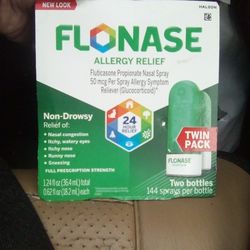 NEW LOOK
HALEON
FLONASE
ALLERGY RELIEF
Fluticasone Propionate Nasal Spray
50 mcg per Spray Allergy Symptom
Reliever (Glucocorticoid)*
Non-Drowsy
Relief of:
• Nasal congestion
• Itchy, watery eyes
• Itchy nose
• Runny nose
• Sneezing
24
HOUR
RELIEF
FULL PRESCRIPTION STRENGTH
1.24 fl oz (36.4 mL) total
0.62 fl oz (18.2 mL) each
TWIN
PACK
FLONASE
Two bottles
144 sprays per bottle